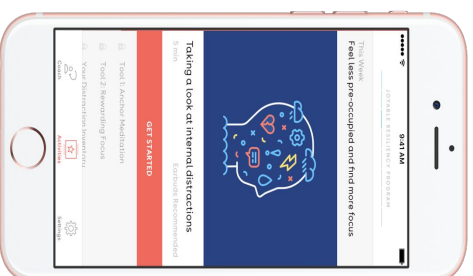 9:41 AM
JOYABLE RESILIENCY PROGRAM
This Week
Feel less pre-occupied and find more focus
Taking a look at internal distractions
5 min
Earbuds Recommended
GET STARTED
Tool 1: Anchor Mediation
Tool 2: Rewarding Focus
Your Distraction Inventory
Coach
Activities
Settings